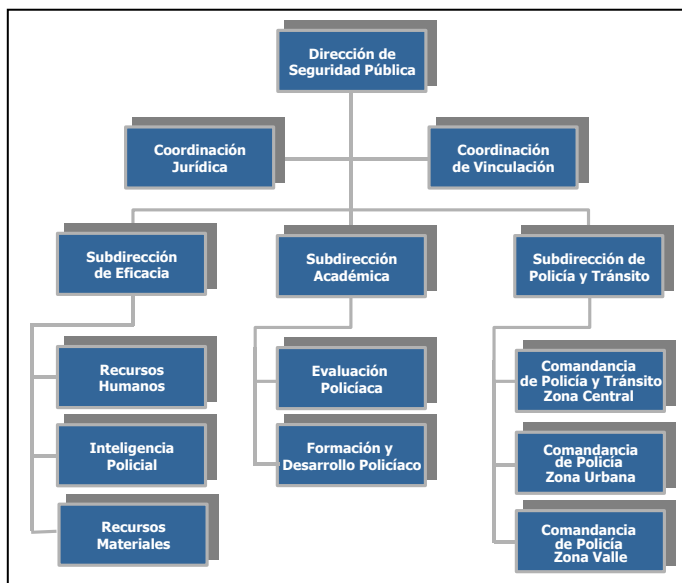 Dirección de
Seguridad Pública
Coordinación
Jurídica
Coordinación
de Vinculación
Subdirección
de Eficacia
Subdirección
Académica
Subdirección de
Policía y Tránsito
Recursos
Humanos
Evaluación
Policíaca
Comandancia
de Policía y Tránsito
Zona Central
Inteligencia
Policial
Formación y
Desarrollo Policíaco
Comandancia
de Policía
Zona Urbana
Recursos
Materiales
Comandancia
de Policía
Zona Valle